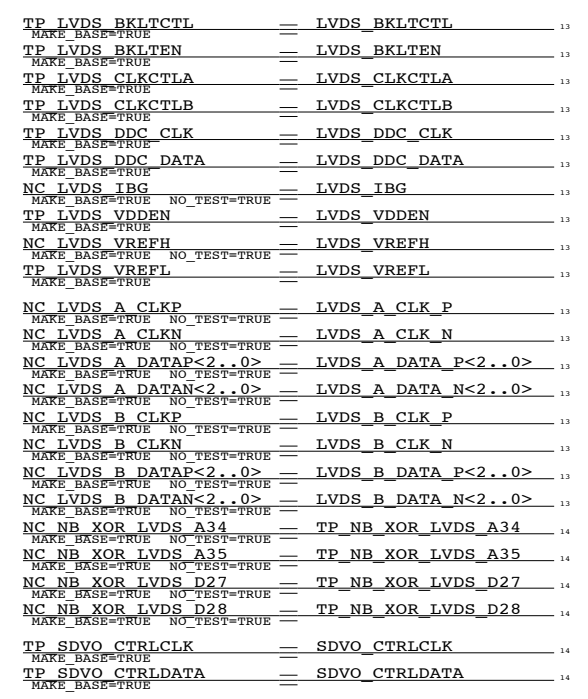 TP_LVDS_BKLTCTL — LVDS_BKLTCTL 13
MAKE_BASE=TRUE
TP_LVDS_BKLTEN — LVDS_BKLTEN 13
MAKE_BASE=TRUE
TP_LVDS_CLKCTLA — LVDS_CLKCTLA 13
MAKE_BASE=TRUE
TP_LVDS_CLKCTLB — LVDS_CLKCTLB 13
MAKE_BASE=TRUE
TP_LVDS_DDC_CLK — LVDS_DDC_CLK 13
MAKE_BASE=TRUE
TP_LVDS_DDC_DATA — LVDS_DDC_DATA 13
MAKE_BASE=TRUE
NC_LVDS_IBG — LVDS_IBG 13
MAKE_BASE=TRUE NO_TEST=TRUE
TP_LVDS_VDDEN — LVDS_VDDEN 13
MAKE_BASE=TRUE
NC_LVDS_VREFH — LVDS_VREFH 13
MAKE_BASE=TRUE NO_TEST=TRUE
TP_LVDS_VREFL — LVDS_VREFL 13
MAKE_BASE=TRUE
NC_LVDS_A_CLKP — LVDS_A_CLK_P 13
MAKE_BASE=TRUE NO_TEST=TRUE
NC_LVDS_A_CLKN — LVDS_A_CLK_N 13
MAKE_BASE=TRUE NO_TEST=TRUE
NC_LVDS_A_DATAP<2..0> — LVDS_A_DATA_P<2..0> 13
MAKE_BASE=TRUE NO_TEST=TRUE
NC_LVDS_A_DATAN<2..0> — LVDS_A_DATA_N<2..0> 13
MAKE_BASE=TRUE NO_TEST=TRUE
NC_LVDS_B_CLKP — LVDS_B_CLK_P 13
MAKE_BASE=TRUE NO_TEST=TRUE
NC_LVDS_B_CLKN — LVDS_B_CLK_N 13
MAKE_BASE=TRUE NO_TEST=TRUE
NC_LVDS_B_DATAP<2..0> — LVDS_B_DATA_P<2..0> 13
MAKE_BASE=TRUE NO_TEST=TRUE
NC_LVDS_B_DATAN<2..0> — LVDS_B_DATA_N<2..0> 13
MAKE_BASE=TRUE NO_TEST=TRUE
NC_NB_XOR_LVDS_A34 — TP_NB_XOR_LVDS_A34 14
MAKE_BASE=TRUE NO_TEST=TRUE
NC_NB_XOR_LVDS_A35 — TP_NB_XOR_LVDS_A35 14
MAKE_BASE=TRUE NO_TEST=TRUE
NC_NB_XOR_LVDS_D27 — TP_NB_XOR_LVDS_D27 14
MAKE_BASE=TRUE NO_TEST=TRUE
NC_NB_XOR_LVDS_D28 — TP_NB_XOR_LVDS_D28 14
MAKE_BASE=TRUE NO_TEST=TRUE
TP_SDVO_CTRLCLK — SDVO_CTRLCLK 14
MAKE_BASE=TRUE
TP_SDVO_CTRLDATA — SDVO_CTRLDATA 14
MAKE_BASE=TRUE